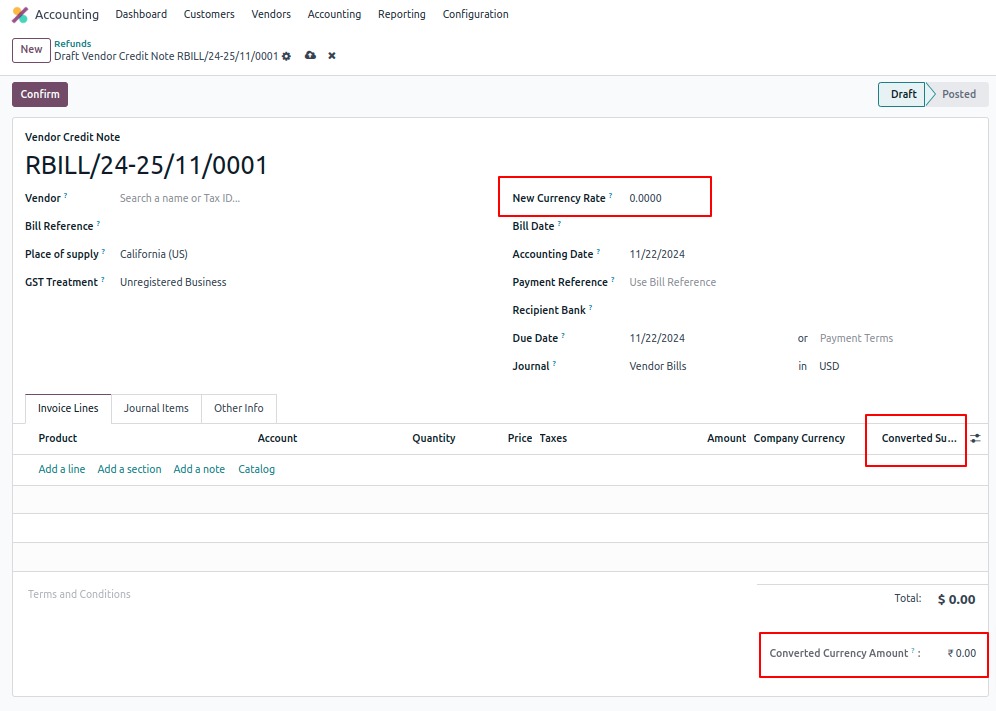 Accounting Dashboard Customers Vendors Accounting Reporting Configuration
New Refunds
Draft Vendor Credit Note RBILL/24-25/11/0001
Confirm Draft Posted
Vendor Credit Note
RBILL/24-25/11/0001
Vendor ? Search a name or Tax ID... New Currency Rate ? 0.0000
Bill Reference ? Bill Date ?
Place of supply ? California (US) Accounting Date ? 11/22/2024
GST Treatment ? Unregistered Business Payment Reference ? Use Bill Reference
Recipient Bank ?
Due Date ? 11/22/2024 or Payment Terms
Journal ? Vendor Bills in USD
Invoice Lines Journal Items Other Info
Product Account Quantity Price Taxes Amount Company Currency Converted Su...
Add a line Add a section Add a note Catalog
Terms and Conditions
Total: $ 0.00
Converted Currency Amount ? : ₹ 0.00